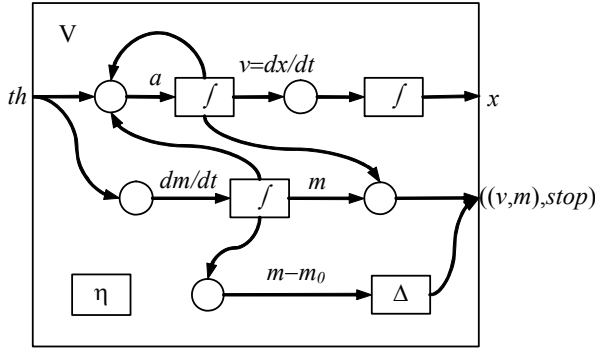 V
v=dx/dt
th
a
∫
∫
x
dm/dt
∫
m
((v,m),stop)
m−m₀
η
Δ